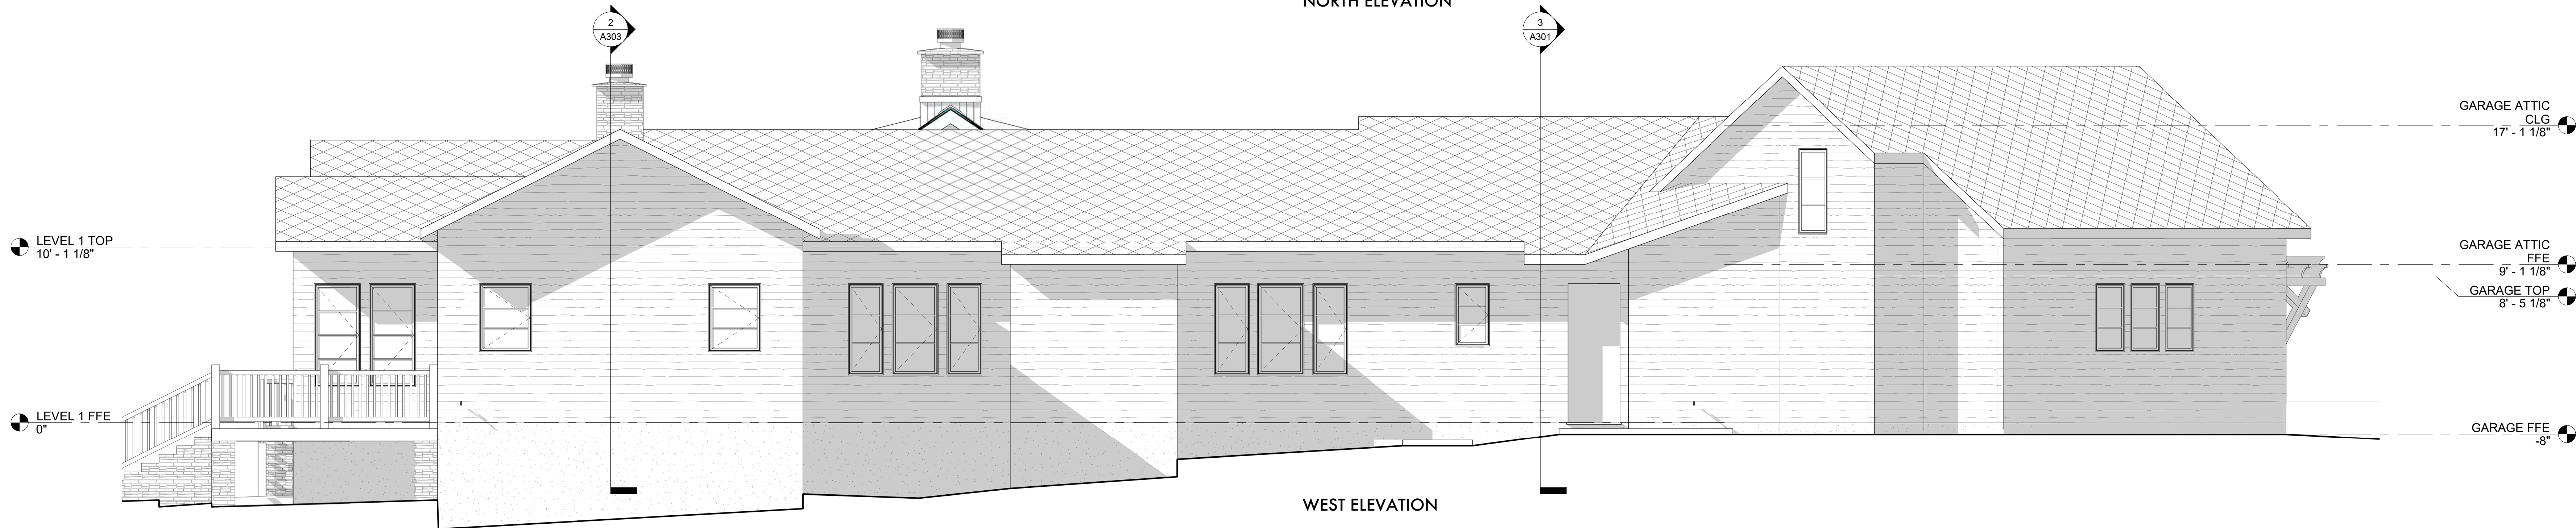 NORTH ELEVATION
2
A303
3
A301
GARAGE ATTIC
CLG
17' - 1 1/8"
LEVEL 1 TOP
10' - 1 1/8"
GARAGE ATTIC
FFE
9' - 1 1/8"
GARAGE TOP
8' - 5 1/8"
LEVEL 1 FFE
0"
GARAGE FFE
-8"
WEST ELEVATION